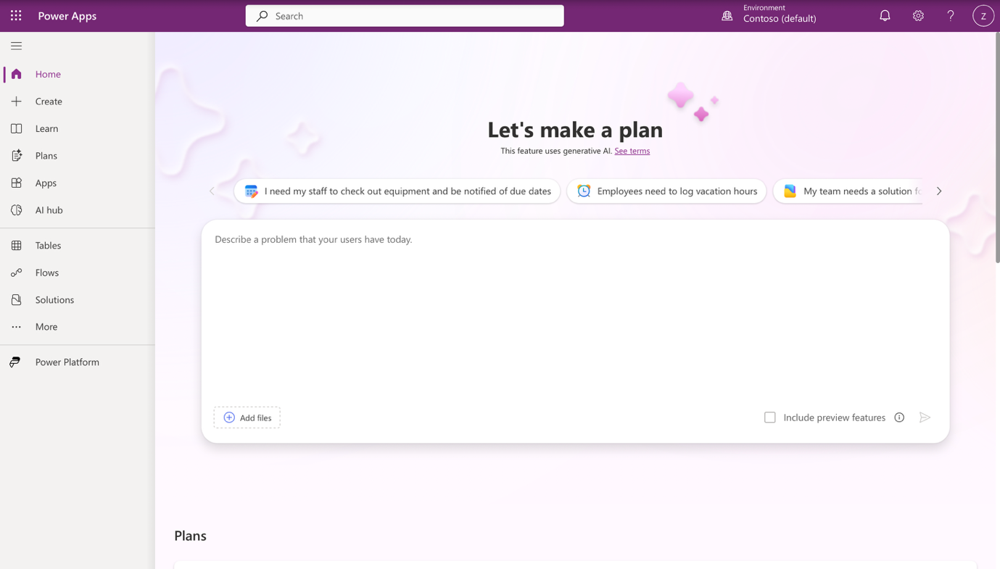 Power Apps
Search
Environment
Contoso (default)
Z
Home
Create
Learn
Plans
Apps
AI hub
Tables
Flows
Solutions
More
Power Platform
Let's make a plan
This feature uses generative AI. See terms
I need my staff to check out equipment and be notified of due dates
Employees need to log vacation hours
My team needs a solution
Describe a problem that your users have today.
Add files
Include preview features
Plans